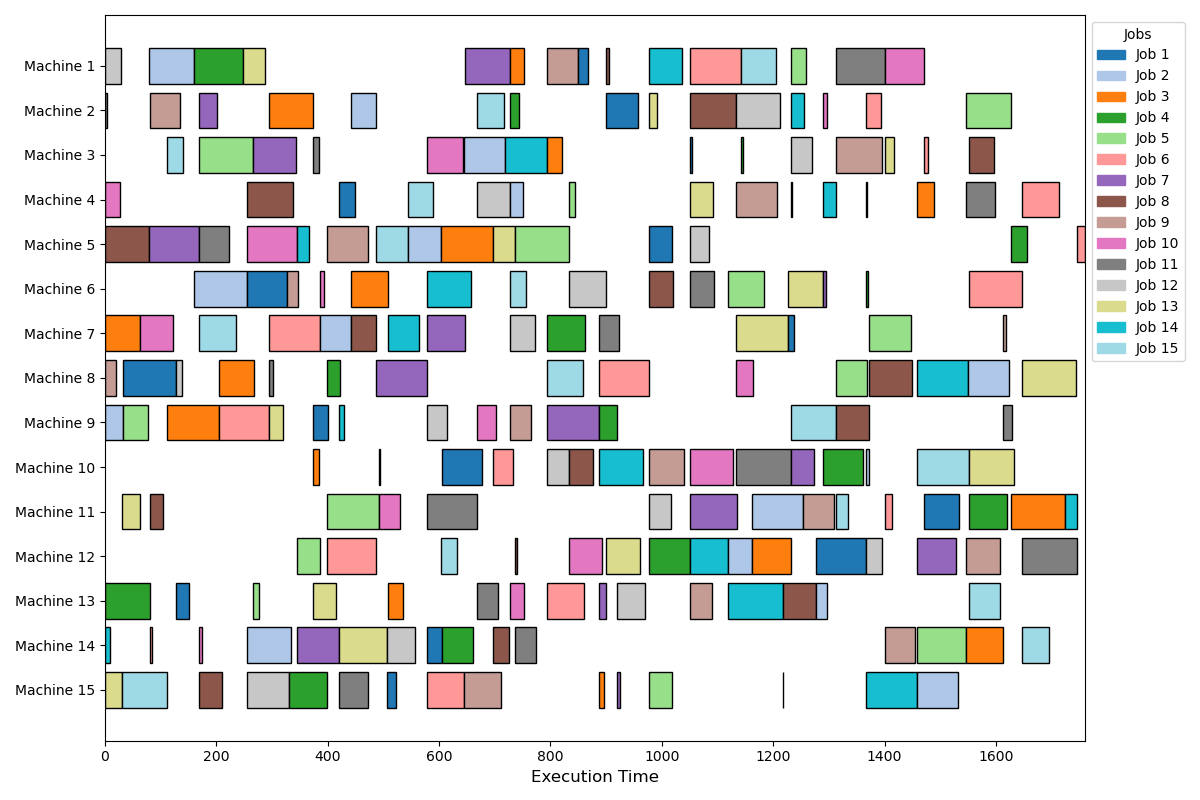 Machine 1
Machine 2
Machine 3
Machine 4
Machine 5
Machine 6
Machine 7
Machine 8
Machine 9
Machine 10
Machine 11
Machine 12
Machine 13
Machine 14
Machine 15
0 200 400 600 800 1000 1200 1400 1600
Execution Time
Jobs
Job 1
Job 2
Job 3
Job 4
Job 5
Job 6
Job 7
Job 8
Job 9
Job 10
Job 11
Job 12
Job 13
Job 14
Job 15